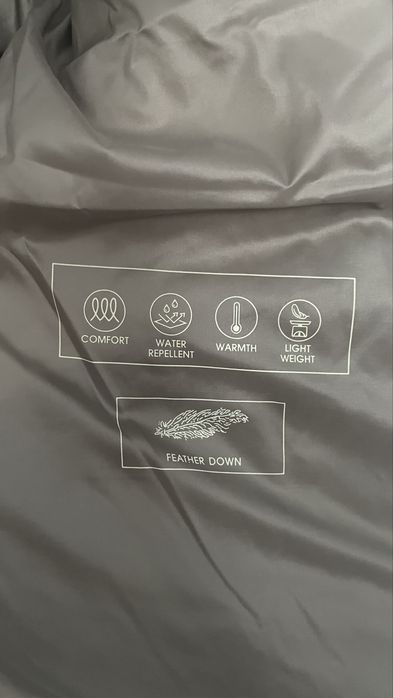 COMFORT
WATER
REPELLENT
WARMTH
LIGHT
WEIGHT
FEATHER DOWN